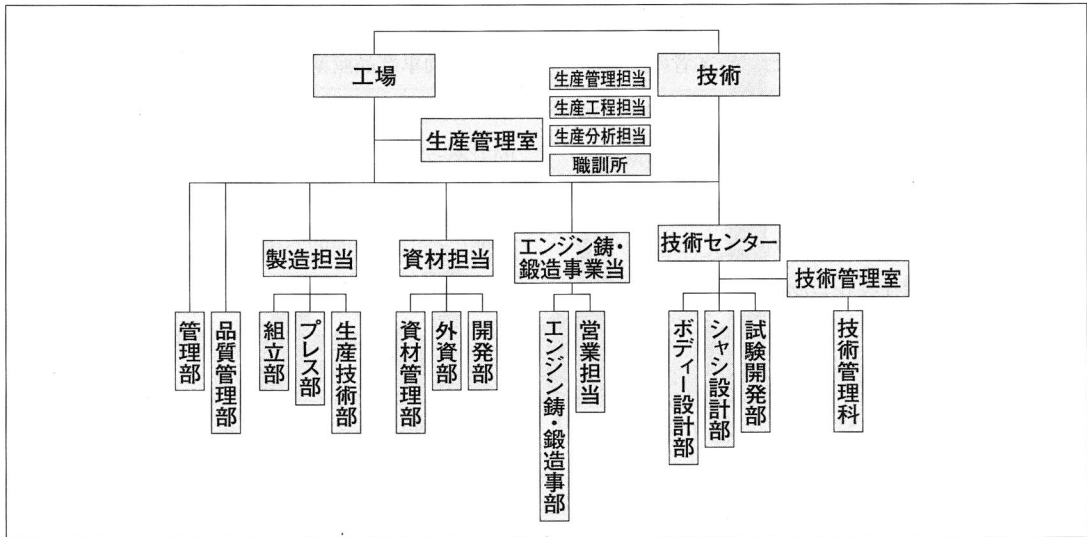 工場
技術
生産管理担当
生産工程担当
生産分析担当
職訓所
生産管理室
製造担当
資材担当
エンジン鋳・
鍛造事業当
技術センター
技術管理室
管理部
品質管理部
組立部
プレス部
生産技術部
資材管理部
外資部
開発部
エンジン鋳・鍛造事部
営業担当
ボディー設計部
シャシ設計部
試験開発部
技術管理科